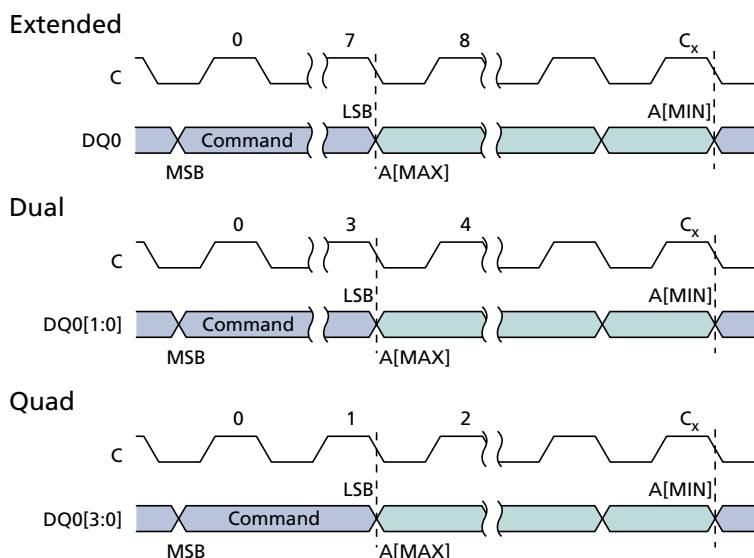 Extended
0 7 8 Cx
C
LSB A[MIN]
DQ0 Command
MSB A[MAX]
Dual
0 3 4 Cx
C
LSB A[MIN]
DQ0[1:0] Command
MSB A[MAX]
Quad
0 1 2 Cx
C
LSB A[MIN]
DQ0[3:0] Command
MSB A[MAX]